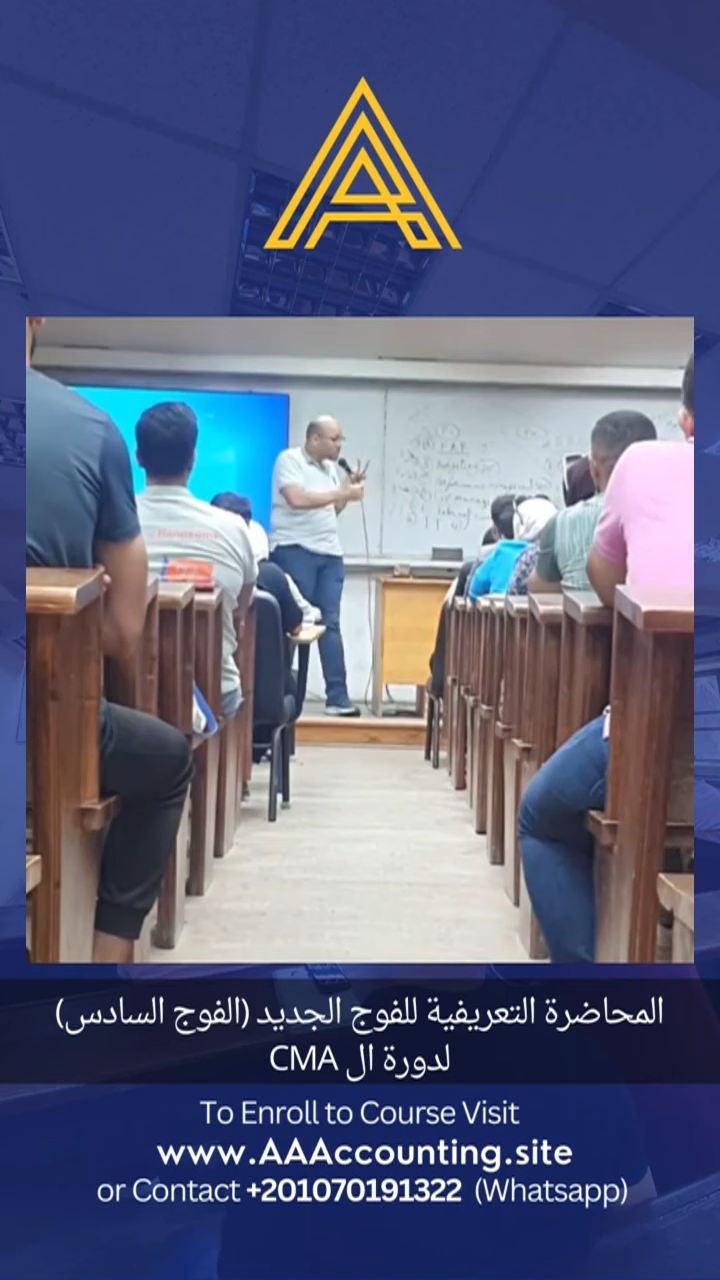 المحاضرة التعريفية للفوج الجديد (الفوج السادس)
لدورة ال CMA
To Enroll to Course Visit
www.AAAccounting.site
or Contact +201070191322 (Whatsapp)